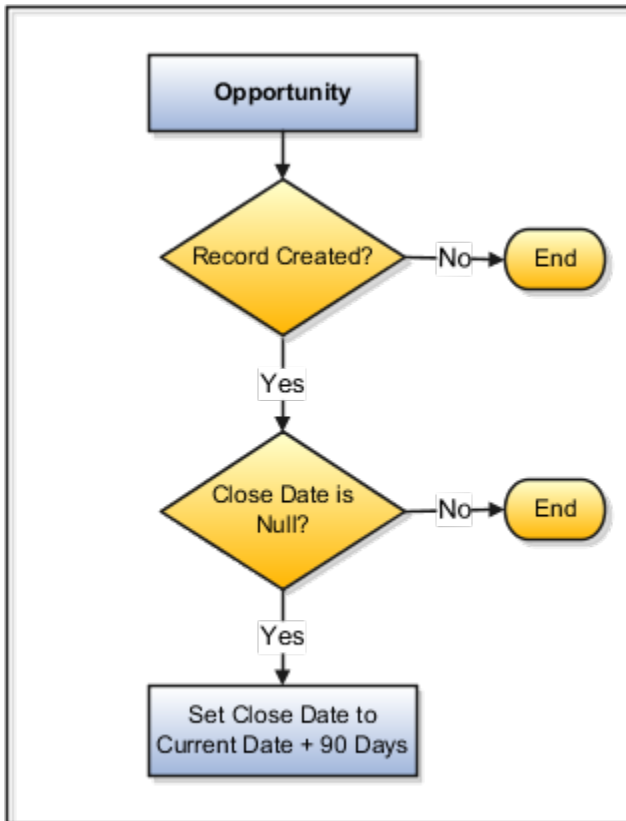 Opportunity
Record Created?
No
End
Yes
Close Date is
Null?
No
End
Yes
Set Close Date to
Current Date + 90 Days